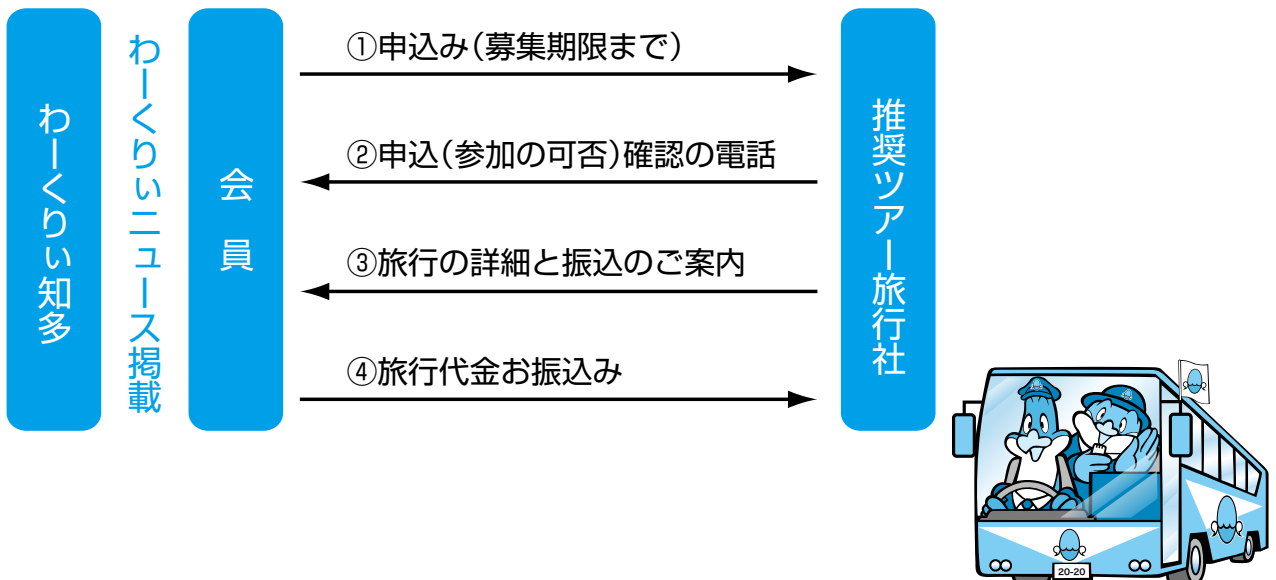 わーくりぃ知多
わーくりぃニュース掲載
会員
①申込み（募集期限まで）
②申込（参加の可否）確認の電話
③旅行の詳細と振込のご案内
④旅行代金お振込み
推奨ツアー旅行社
20-20